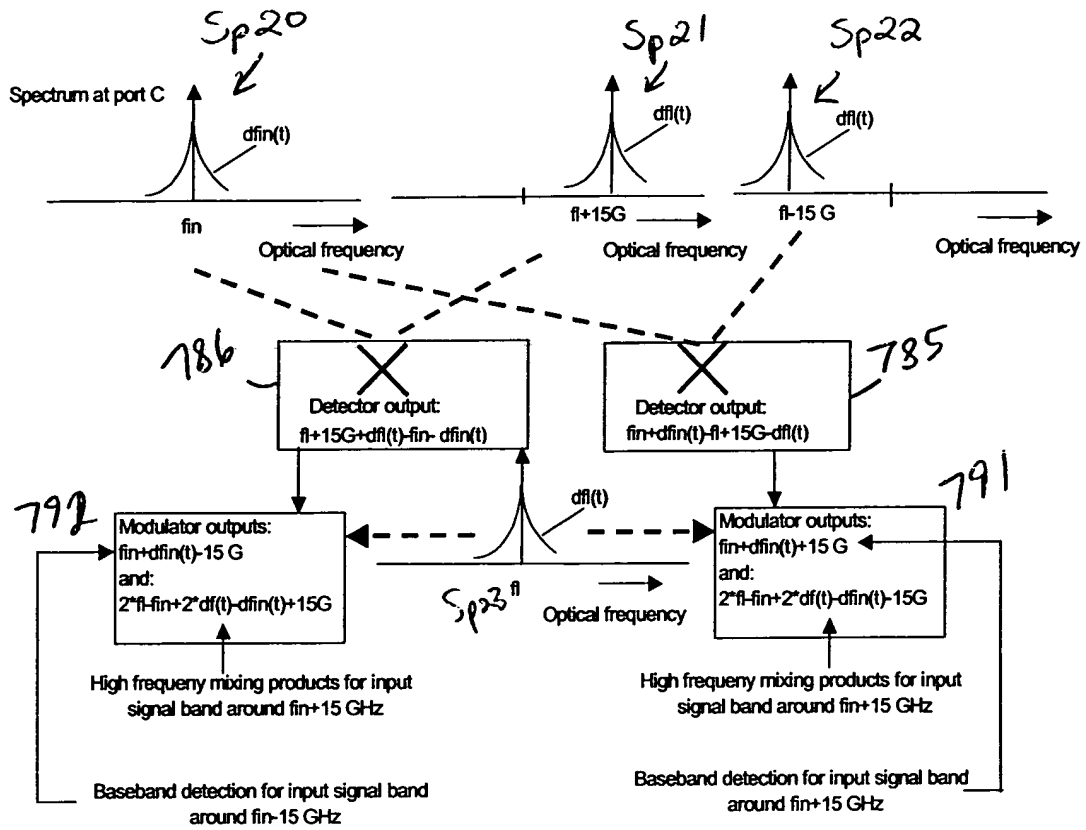 Sp20
Sp21
Sp22
Spectrum at port C
dfin(t)
dfl(t)
dfl(t)
fin
fl+15G
fl-15 G
Optical frequency
Optical frequency
Optical frequency
786
785
Detector output:
fl+15G+dfl(t)-fin- dfin(t)
Detector output:
fin+dfin(t)-fl+15G-dfl(t)
792
791
Modulator outputs:
fin+dfin(t)-15 G
and:
2*fl-fin+2*df(t)-dfin(t)+15G
dfl(t)
Sp23
fl
Optical frequency
Modulator outputs:
fin+dfin(t)+15 G
and:
2*fl-fin+2*df(t)-dfin(t)-15G
High frequeny mixing products for input
signal band around fin+15 GHz
High frequeny mixing products for input
signal band around fin+15 GHz
Baseband detection for input signal band
around fin-15 GHz
Baseband detection for input signal band
around fin+15 GHz